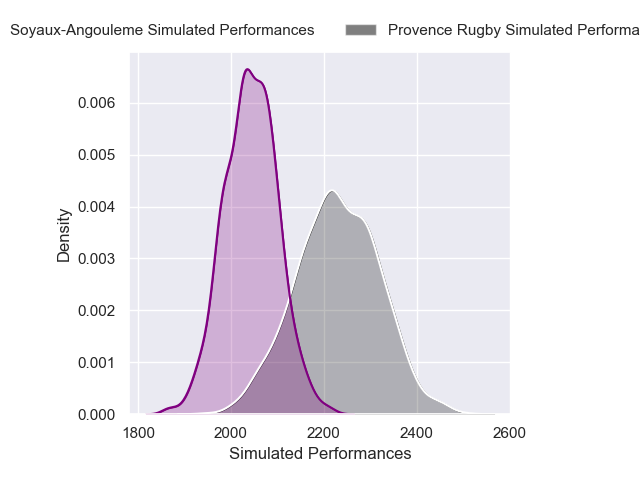 Soyaux-Angouleme Simulated Performances
Provence Rugby Simulated Performa
0.006
0.005
0.004
0.003
0.002
0.001
0.000
Density
1800 2000 2200 2400 2600
Simulated Performances